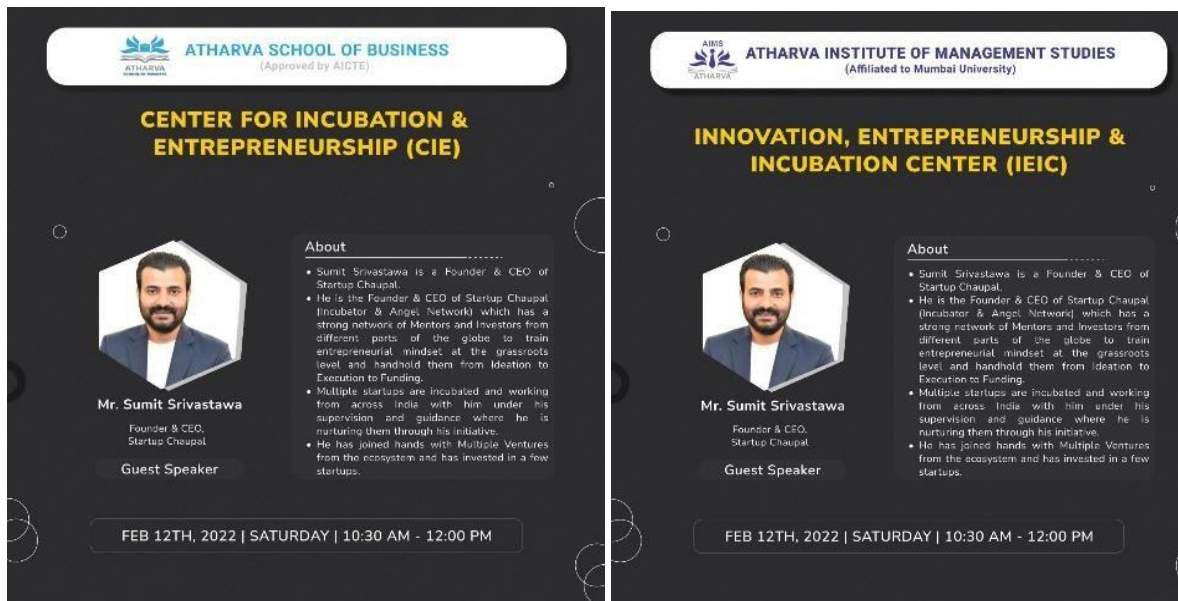 ATHARVA
SCHOOL OF BUSINESS
ATHARVA SCHOOL OF BUSINESS
(Approved by AICTE)
CENTER FOR INCUBATION &
ENTREPRENEURSHIP (CIE)
Mr. Sumit Srivastawa
Founder & CEO,
Startup Chaupal
Guest Speaker
About
• Sumit Srivastawa is a Founder & CEO of
Startup Chaupal.
• He is the Founder & CEO of Startup Chaupal
(Incubator & Angel Network) which has a
strong network of Mentors and Investors from
different parts of the globe to train
entrepreneurial mindset at the grassroots
level and handhold them from Ideation to
Execution to Funding.
• Multiple startups are incubated and working
from across India with him under his
supervision and guidance where he is
nurturing them through his initiative.
• He has joined hands with Multiple Ventures
from the ecosystem and has invested in a few
startups.
FEB 12TH, 2022 | SATURDAY | 10:30 AM - 12:00 PM
AIMS
ATHARVA
ATHARVA INSTITUTE OF MANAGEMENT STUDIES
(Affiliated to Mumbai University)
INNOVATION, ENTREPRENEURSHIP &
INCUBATION CENTER (IEIC)
Mr. Sumit Srivastawa
Founder & CEO,
Startup Chaupal
Guest Speaker
About
• Sumit Srivastawa is a Founder & CEO of
Startup Chaupal.
• He is the Founder & CEO of Startup Chaupal
(Incubator & Angel Network) which has a
strong network of Mentors and Investors from
different parts of the globe to train
entrepreneurial mindset at the grassroots
level and handhold them from Ideation to
Execution to Funding.
• Multiple startups are incubated and working
from across India with him under his
supervision and guidance where he is
nurturing them through his initiative.
• He has joined hands with Multiple Ventures
from the ecosystem and has invested in a few
startups.
FEB 12TH, 2022 | SATURDAY | 10:30 AM - 12:00 PM